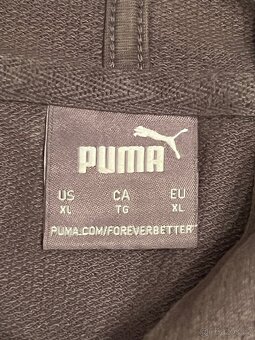 PUMA
US CA EU
XL TG XL
PUMA.COM/FOREVERBETTER